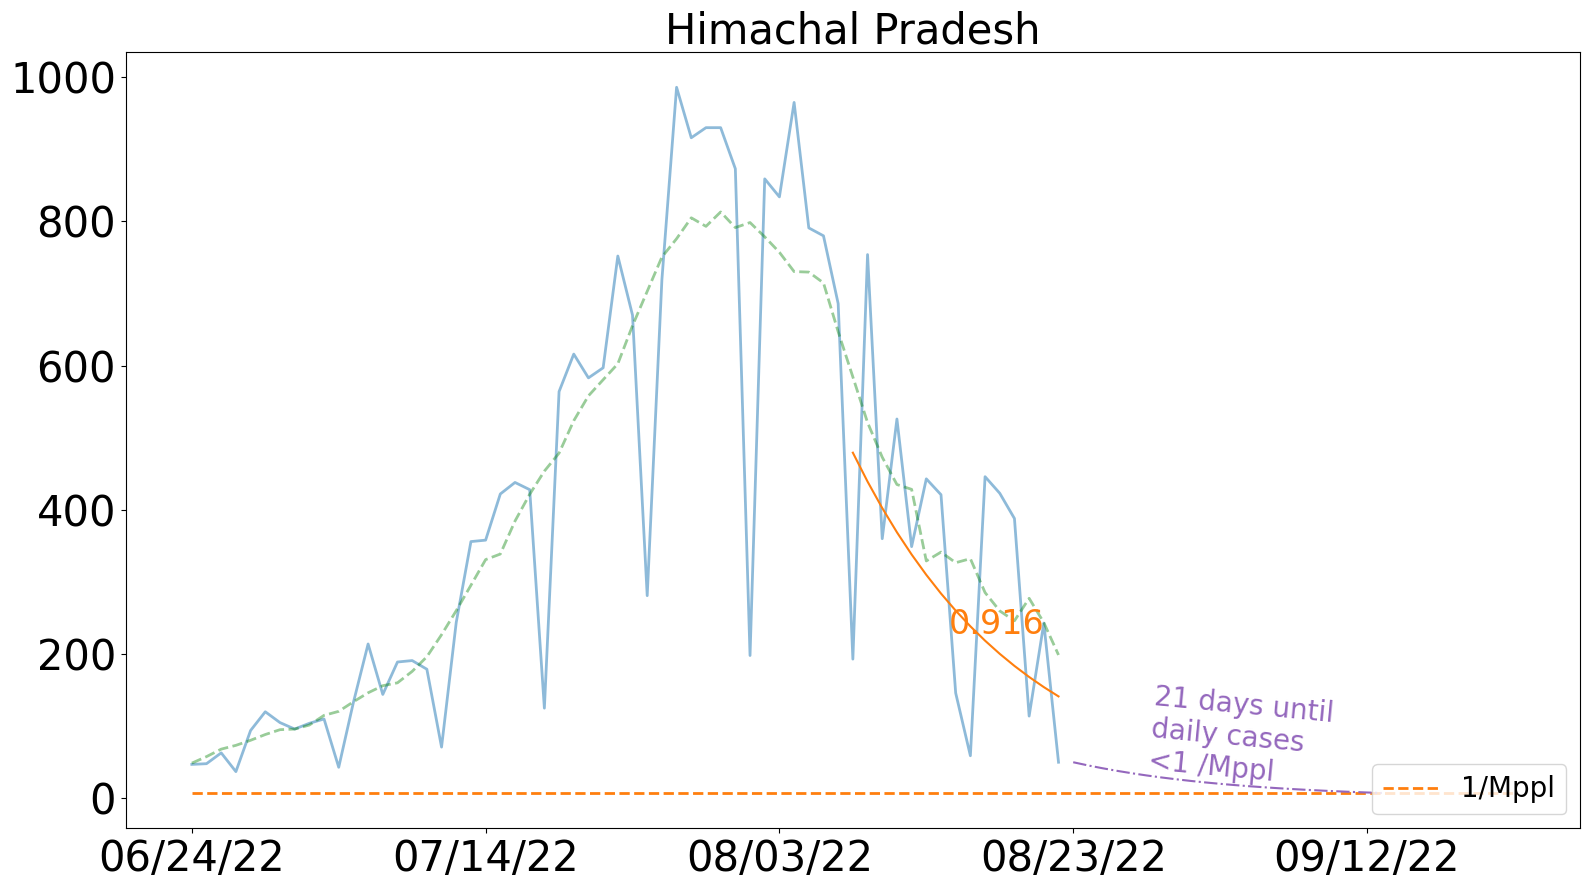 Himachal Pradesh
1000
800
600
400
200
0
0.916
21 days until
daily cases
<1 /Mppl
1/Mppl
06/24/22
07/14/22
08/03/22
08/23/22
09/12/22